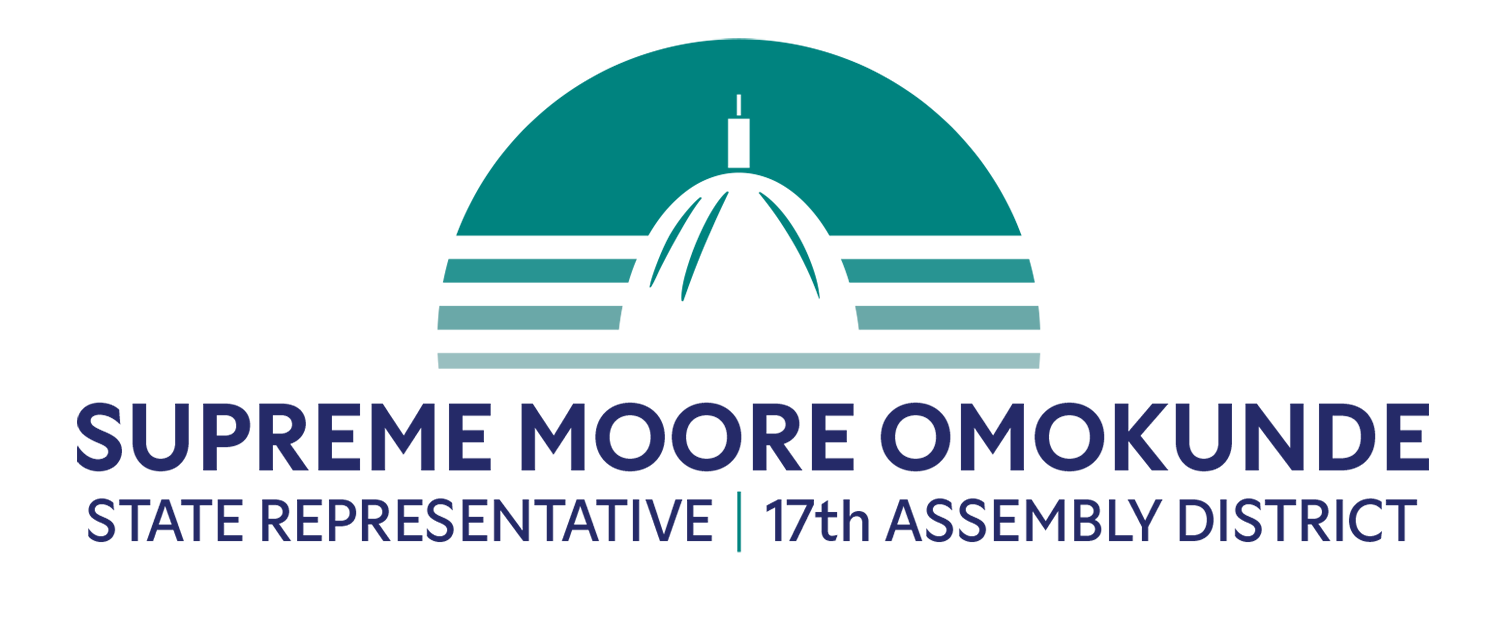 SUPREME MOORE OMOKUNDE
STATE REPRESENTATIVE | 17th ASSEMBLY DISTRICT